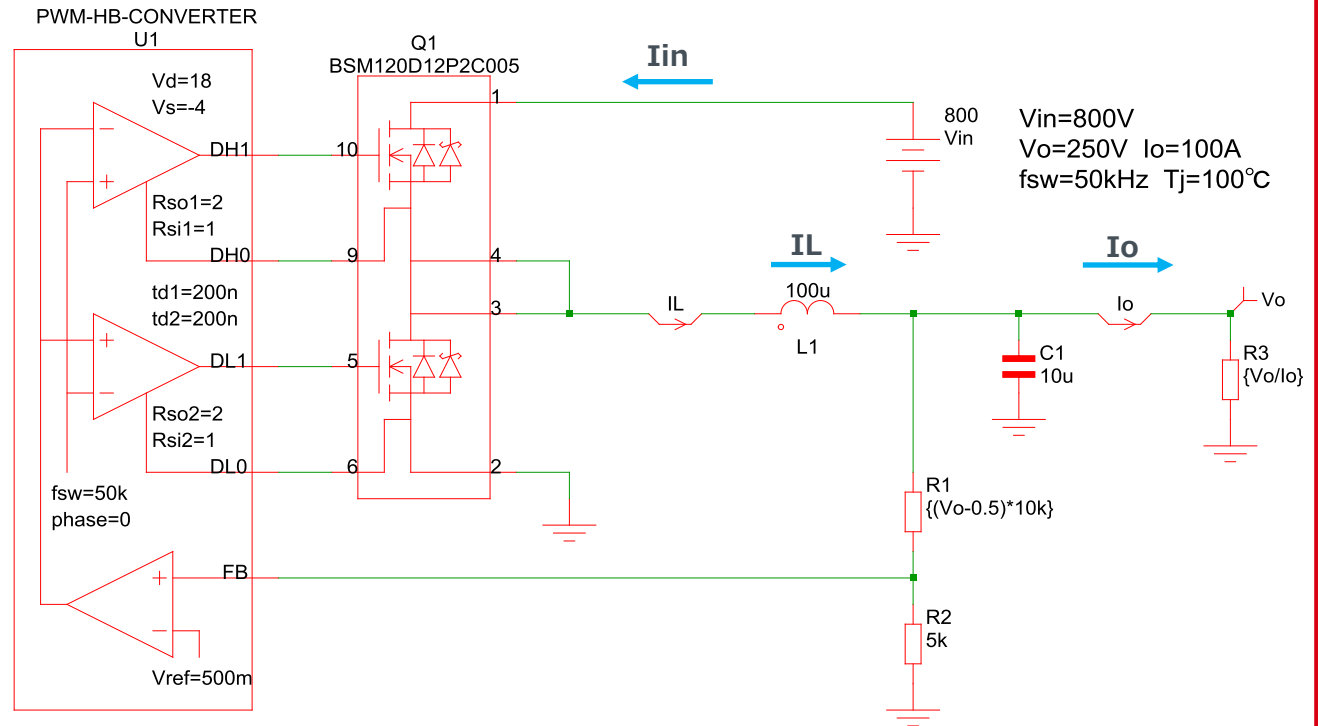 PWM-HB-CONVERTER
U1
Vd=18
Vs=-4
DH1
Rso1=2
Rsi1=1
DH0
td1=200n
td2=200n
DL1
Rso2=2
Rsi2=1
DL0
fsw=50k
phase=0
FB
Vref=500m
Q1
BSM120D12P2C005
1
10
9
4
3
5
6
2
Iin
800
Vin
Vin=800V
Vo=250V Io=100A
fsw=50kHz Tj=100℃
IL
Io
IL
100u
L1
Io
Vo
C1
10u
R3
{Vo/Io}
R1
{(Vo-0.5)*10k}
R2
5k